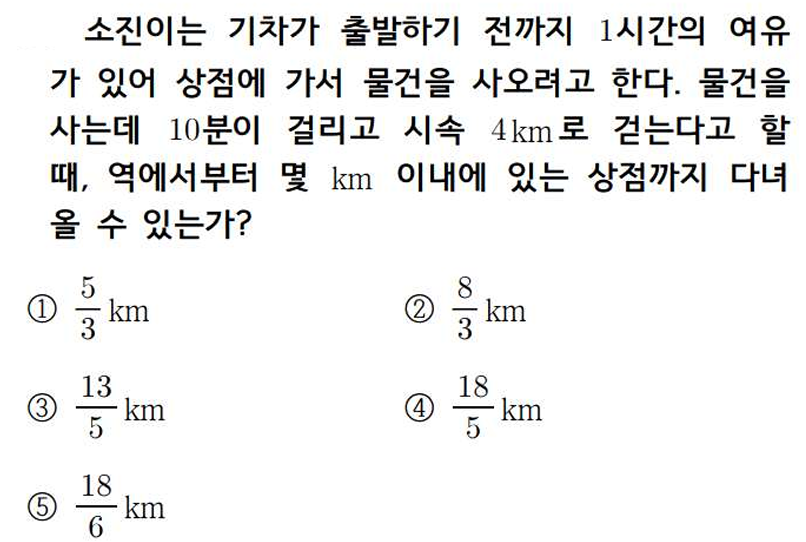 소진이는 기차가 출발하기 전까지 1시간의 여유
가 있어 상점에 가서 물건을 사오려고 한다. 물건을
사는데 10분이 걸리고 시속 4km로 걷는다고 할
때, 역에서부터 몇 km 이내에 있는 상점까지 다녀
올 수 있는가?
① 5/3 km ② 8/3 km
③ 13/5 km ④ 18/5 km
⑤ 18/6 km